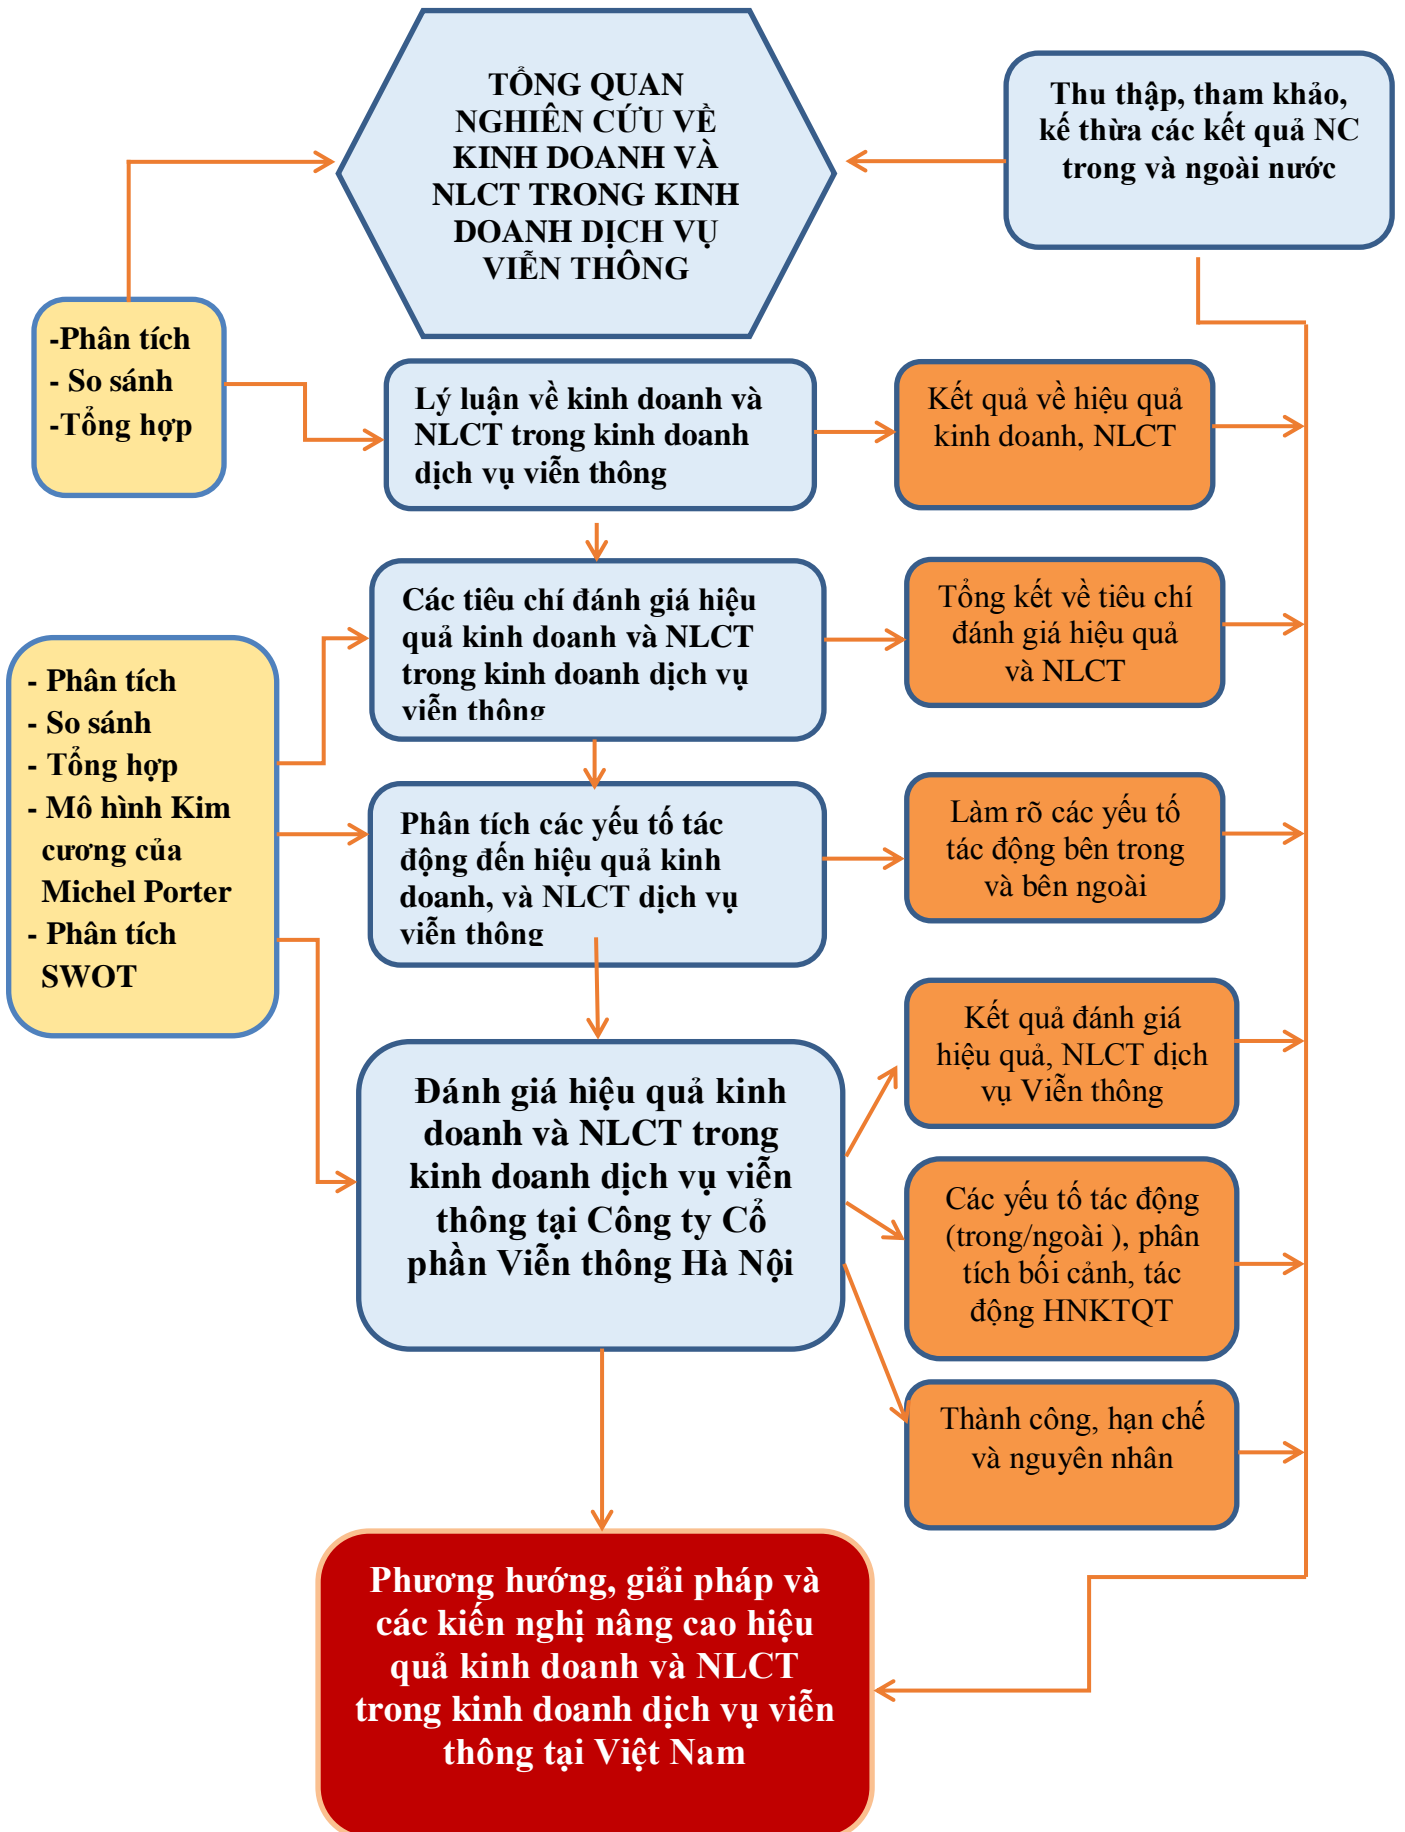 TỔNG QUAN
NGHIÊN CỨU VỀ
KINH DOANH VÀ
NLCT TRONG KINH
DOANH DỊCH VỤ
VIỄN THÔNG
Thu thập, tham khảo,
kế thừa các kết quả NC
trong và ngoài nước
-Phân tích
- So sánh
-Tổng hợp
Lý luận về kinh doanh và
NLCT trong kinh doanh
dịch vụ viễn thông
Kết quả về hiệu quả
kinh doanh, NLCT
Các tiêu chí đánh giá hiệu
quả kinh doanh và NLCT
trong kinh doanh dịch vụ
viễn thông
Tổng kết về tiêu chí
đánh giá hiệu quả
và NLCT
- Phân tích
- So sánh
- Tổng hợp
- Mô hình Kim
cương của
Michel Porter
- Phân tích
SWOT
Phân tích các yếu tố tác
động đến hiệu quả kinh
doanh, và NLCT dịch vụ
viễn thông
Làm rõ các yếu tố
tác động bên trong
và bên ngoài
Đánh giá hiệu quả kinh
doanh và NLCT trong
kinh doanh dịch vụ viễn
thông tại Công ty Cổ
phần Viễn thông Hà Nội
Kết quả đánh giá
hiệu quả, NLCT dịch
vụ Viễn thông
Các yếu tố tác động
(trong/ngoài ), phân
tích bối cảnh, tác
động HNKTQT
Thành công, hạn chế
và nguyên nhân
Phương hướng, giải pháp và
các kiến nghị nâng cao hiệu
quả kinh doanh và NLCT
trong kinh doanh dịch vụ viễn
thông tại Việt Nam